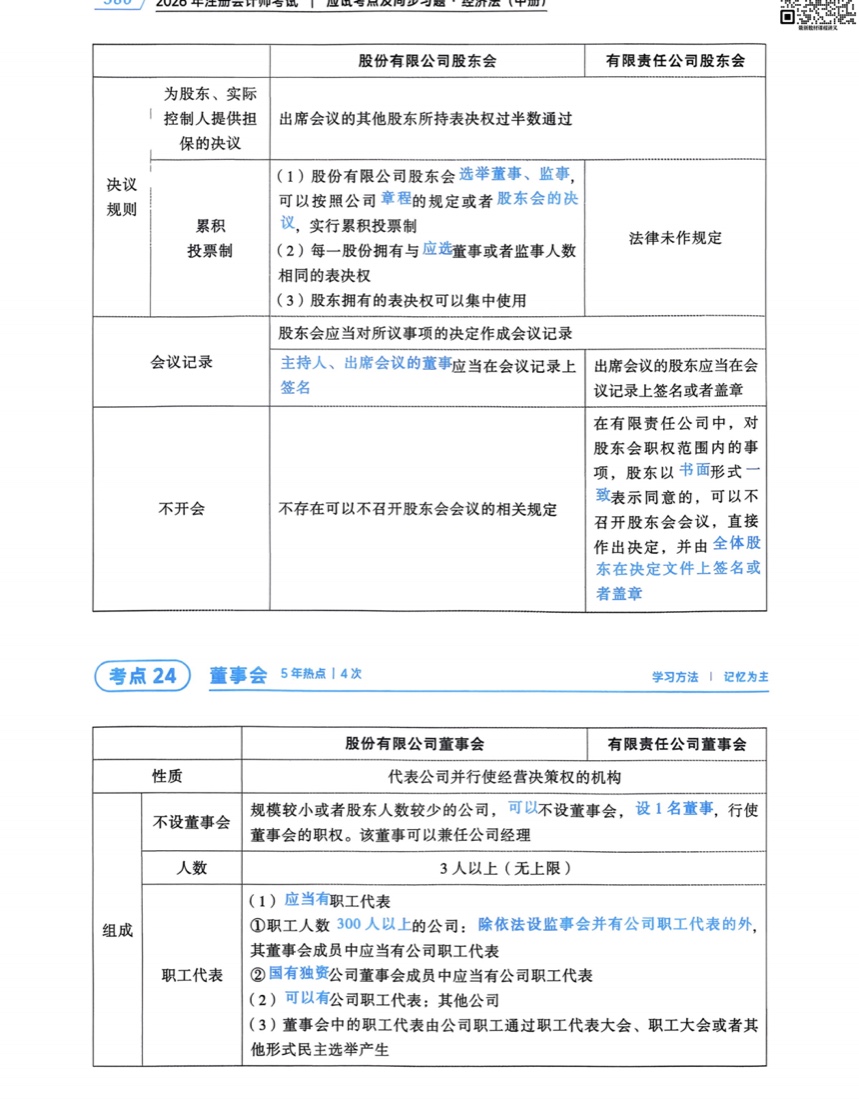 380 2026 年注册会计师考试 | 应试考点及同步习题·经济法（中册）
股份有限公司股东会 有限责任公司股东会
决议
规则
为股东、实际
控制人提供担
保的决议
出席会议的其他股东所持表决权过半数通过
累积
投票制
（1）股份有限公司股东会选举董事、监事，
可以按照公司章程的规定或者股东会的决
议，实行累积投票制
（2）每一股份拥有与应选董事或者监事人数
相同的表决权
（3）股东拥有的表决权可以集中使用
法律未作规定
会议记录
股东会应当对所议事项的决定作成会议记录
主持人、出席会议的董事应当在会议记录上
签名
出席会议的股东应当在会
议记录上签名或者盖章
不开会
不存在可以不召开股东会会议的相关规定
在有限责任公司中，对
股东会职权范围内的事
项，股东以书面形式一
致表示同意的，可以不
召开股东会会议，直接
作出决定，并由全体股
东在决定文件上签名或
者盖章
考点 24 董事会 5 年热点 | 4 次 学习方法 | 记忆为主
股份有限公司董事会 有限责任公司董事会
性质 代表公司并行使经营决策权的机构
组成
不设董事会
规模较小或者股东人数较少的公司，可以不设董事会，设 1 名董事，行使
董事会的职权。该董事可以兼任公司经理
人数 3 人以上（无上限）
职工代表
（1）应当有职工代表
①职工人数 300 人以上的公司：除依法设监事会并有公司职工代表的外，
其董事会成员中应当有公司职工代表
②国有独资公司董事会成员中应当有公司职工代表
（2）可以有公司职工代表：其他公司
（3）董事会中的职工代表由公司职工通过职工代表大会、职工大会或者其
他形式民主选举产生